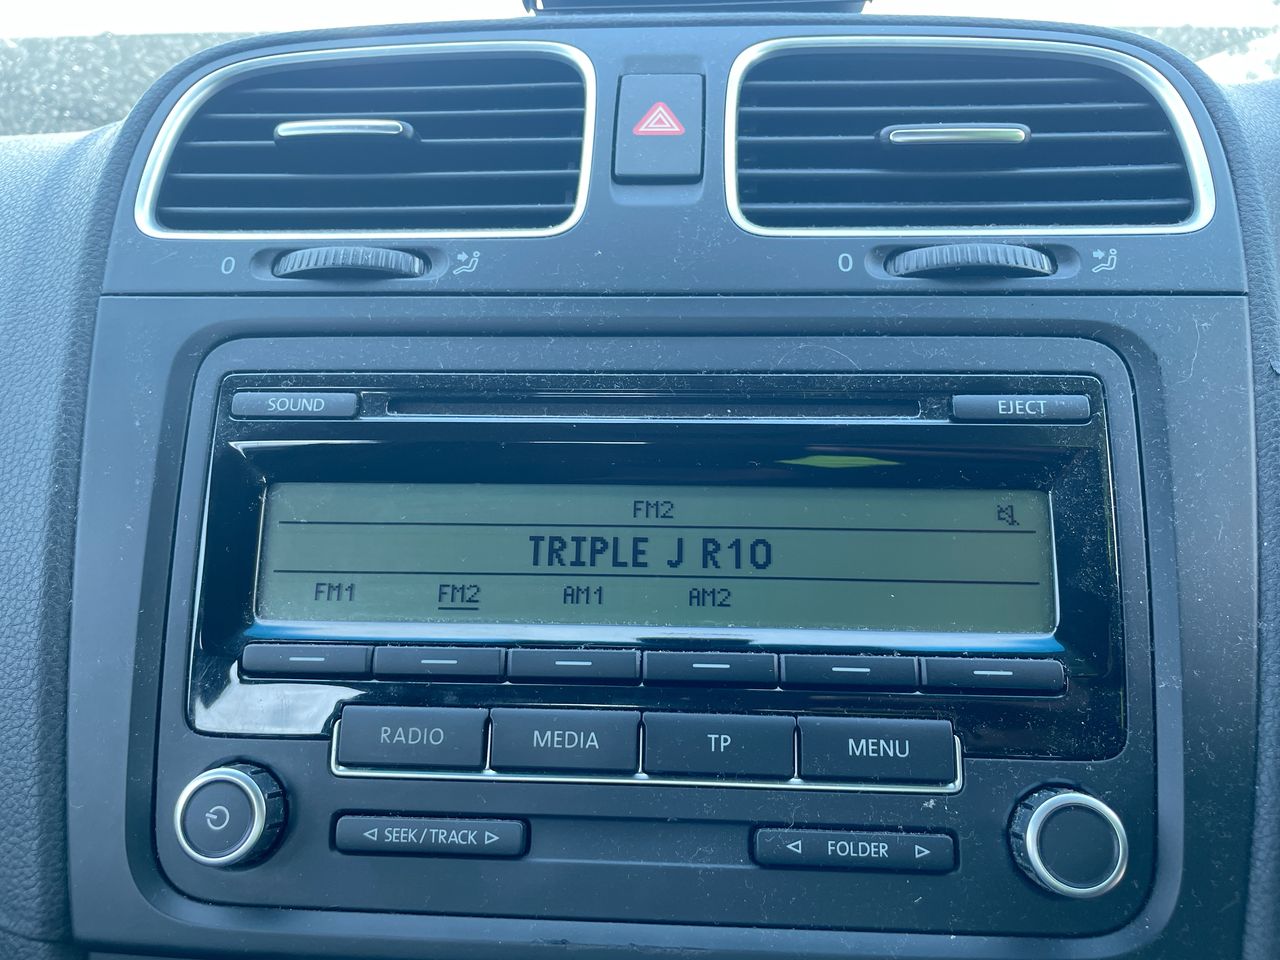 0
0
SOUND
EJECT
FM2
TRIPLE J R10
FM1 FM2 AM1 AM2
RADIO MEDIA TP MENU
SEEK/TRACK
FOLDER